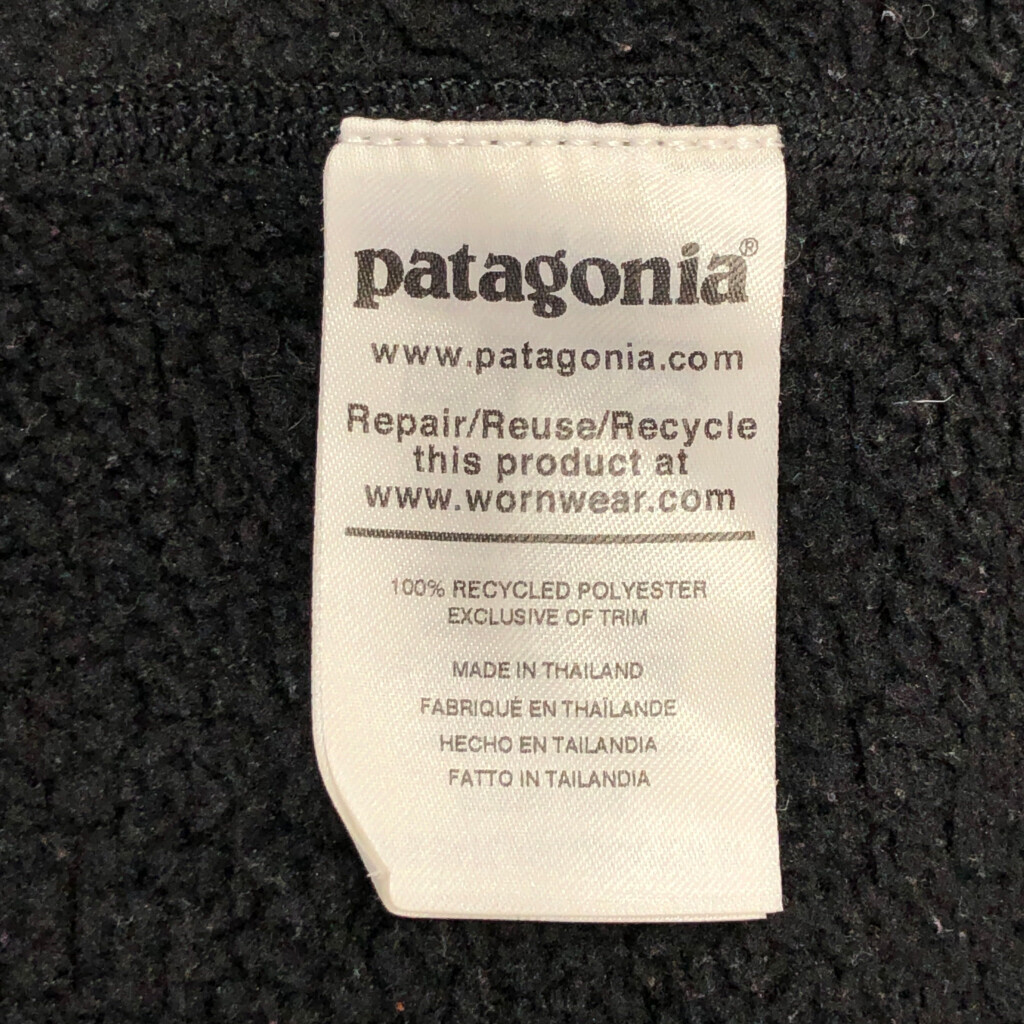 patagonia®
www.patagonia.com
Repair/Reuse/Recycle
this product at
www.wornwear.com
100% RECYCLED POLYESTER
EXCLUSIVE OF TRIM
MADE IN THAILAND
FABRIQUÉ EN THAÏLANDE
HECHO EN TAILANDIA
FATTO IN TAILANDIA